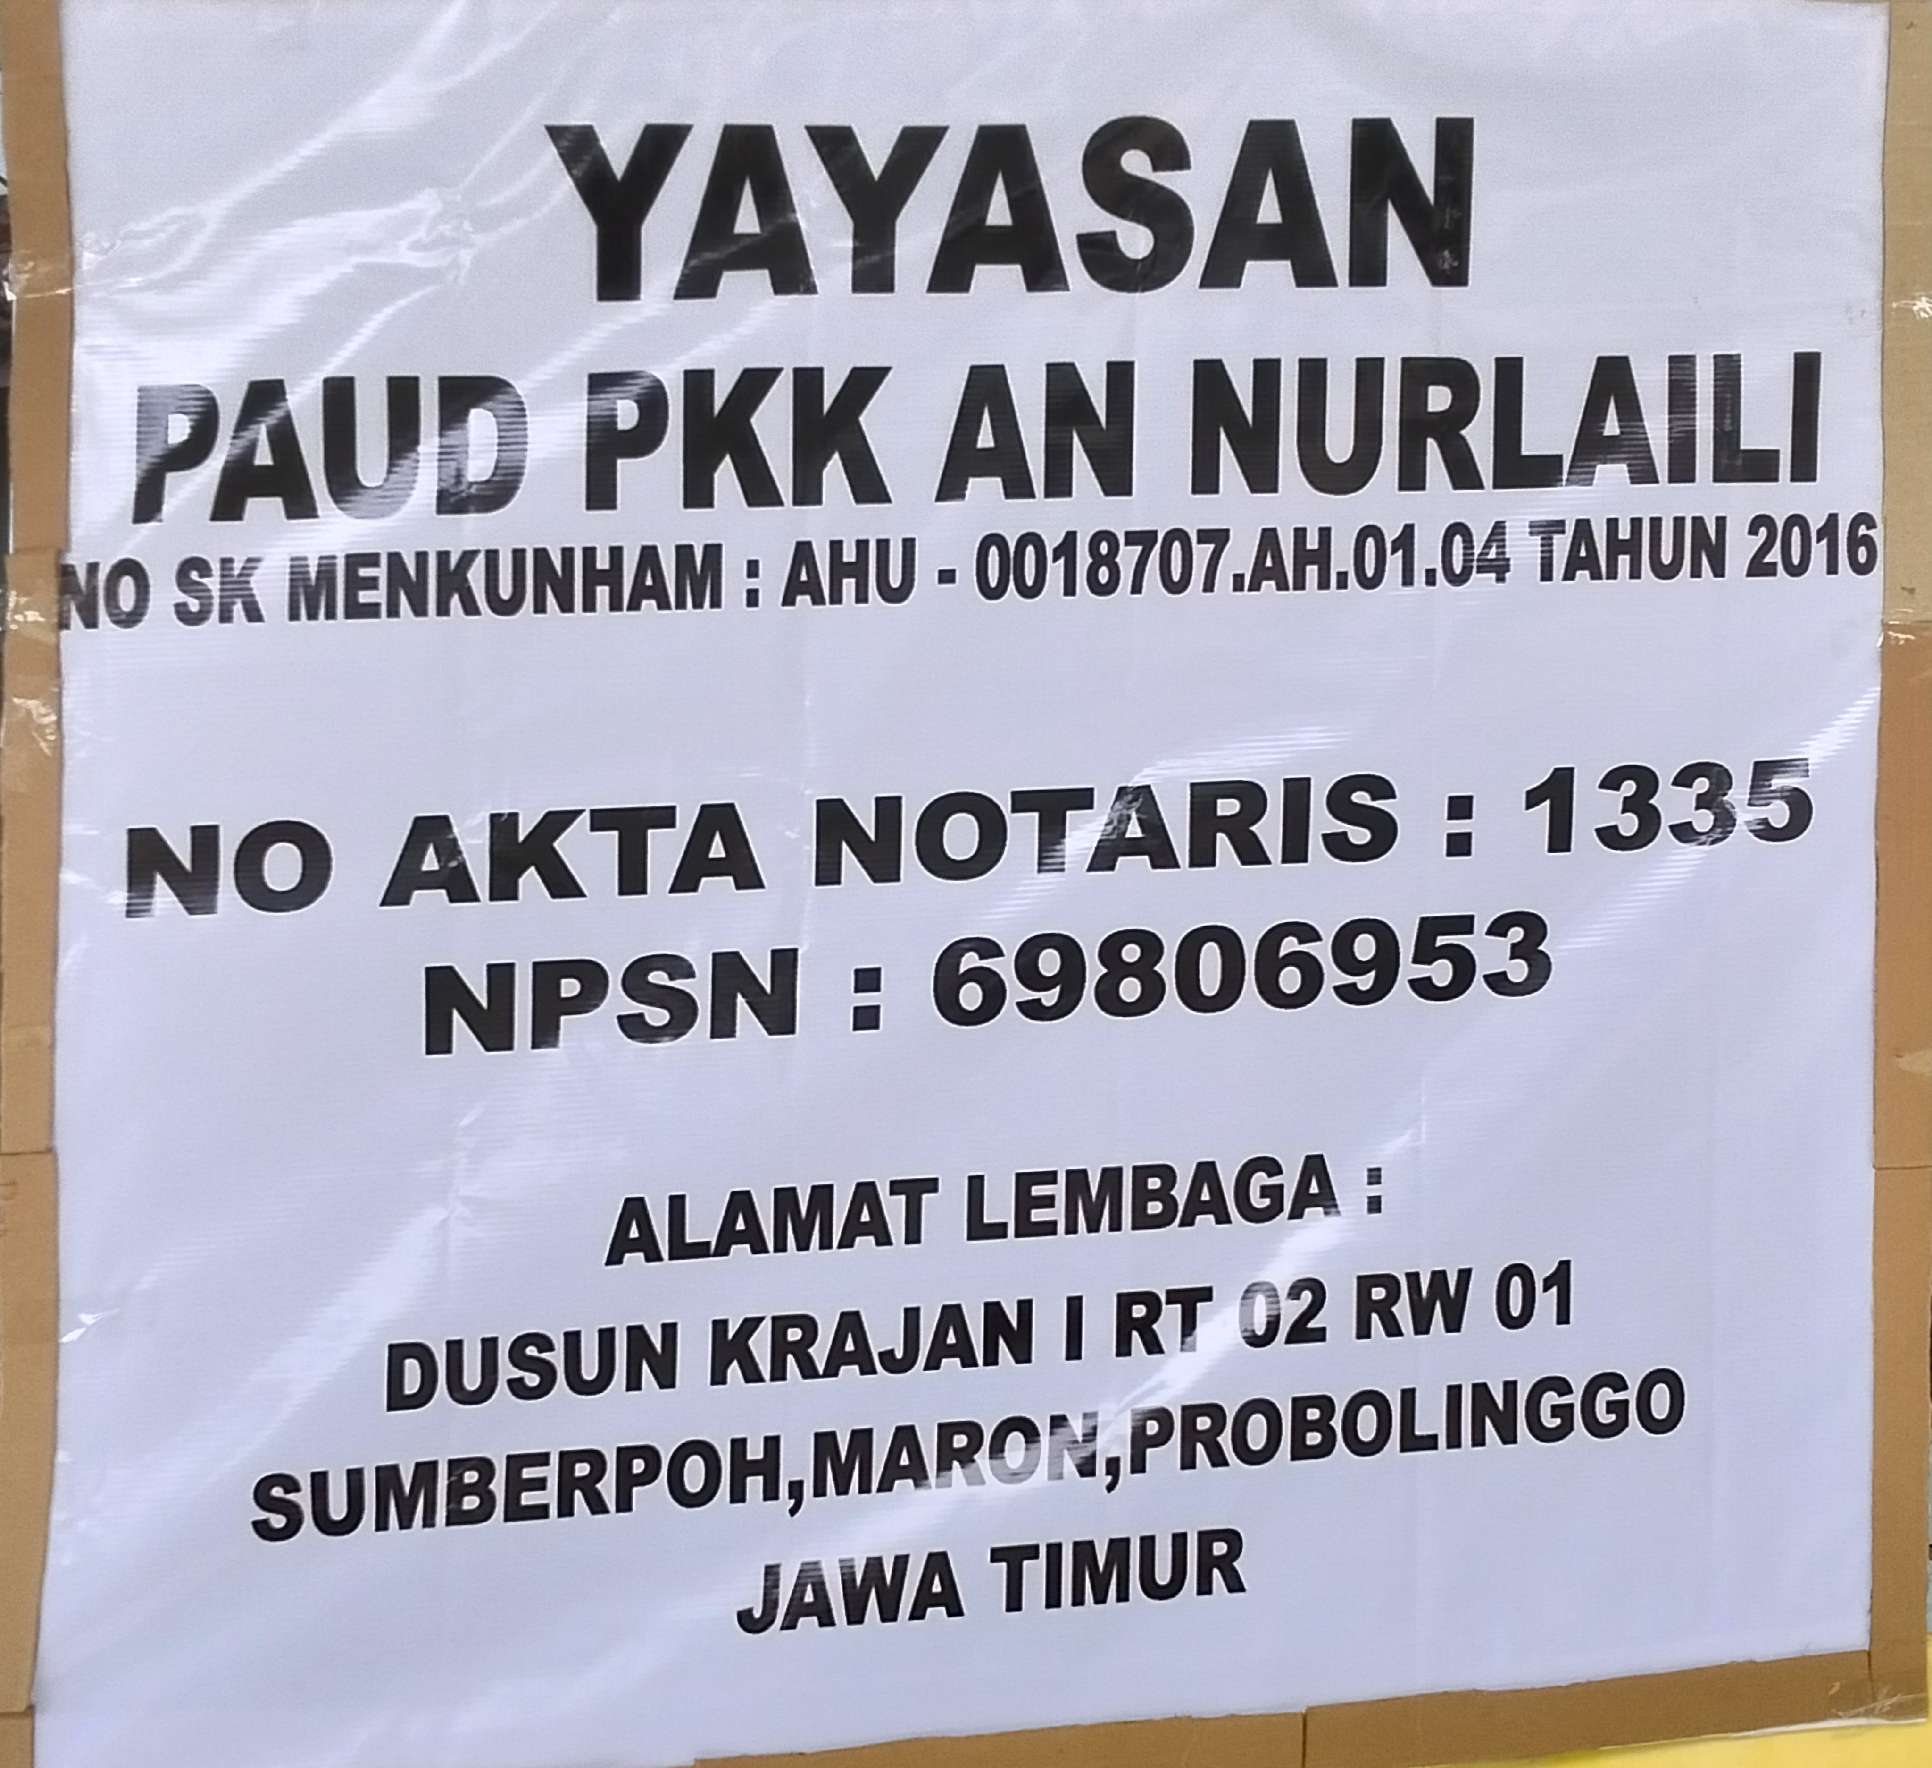 YAYASAN
PAUD PKK AN NURLAILI
NO SK MENKUNHAM : AHU - 0018707.AH.01.04 TAHUN 2016
NO AKTA NOTARIS : 1335
NPSN : 69806953
ALAMAT LEMBAGA :
DUSUN KRAJAN I RT 02 RW 01
SUMBERPOH,MARON,PROBOLINGGO
JAWA TIMUR